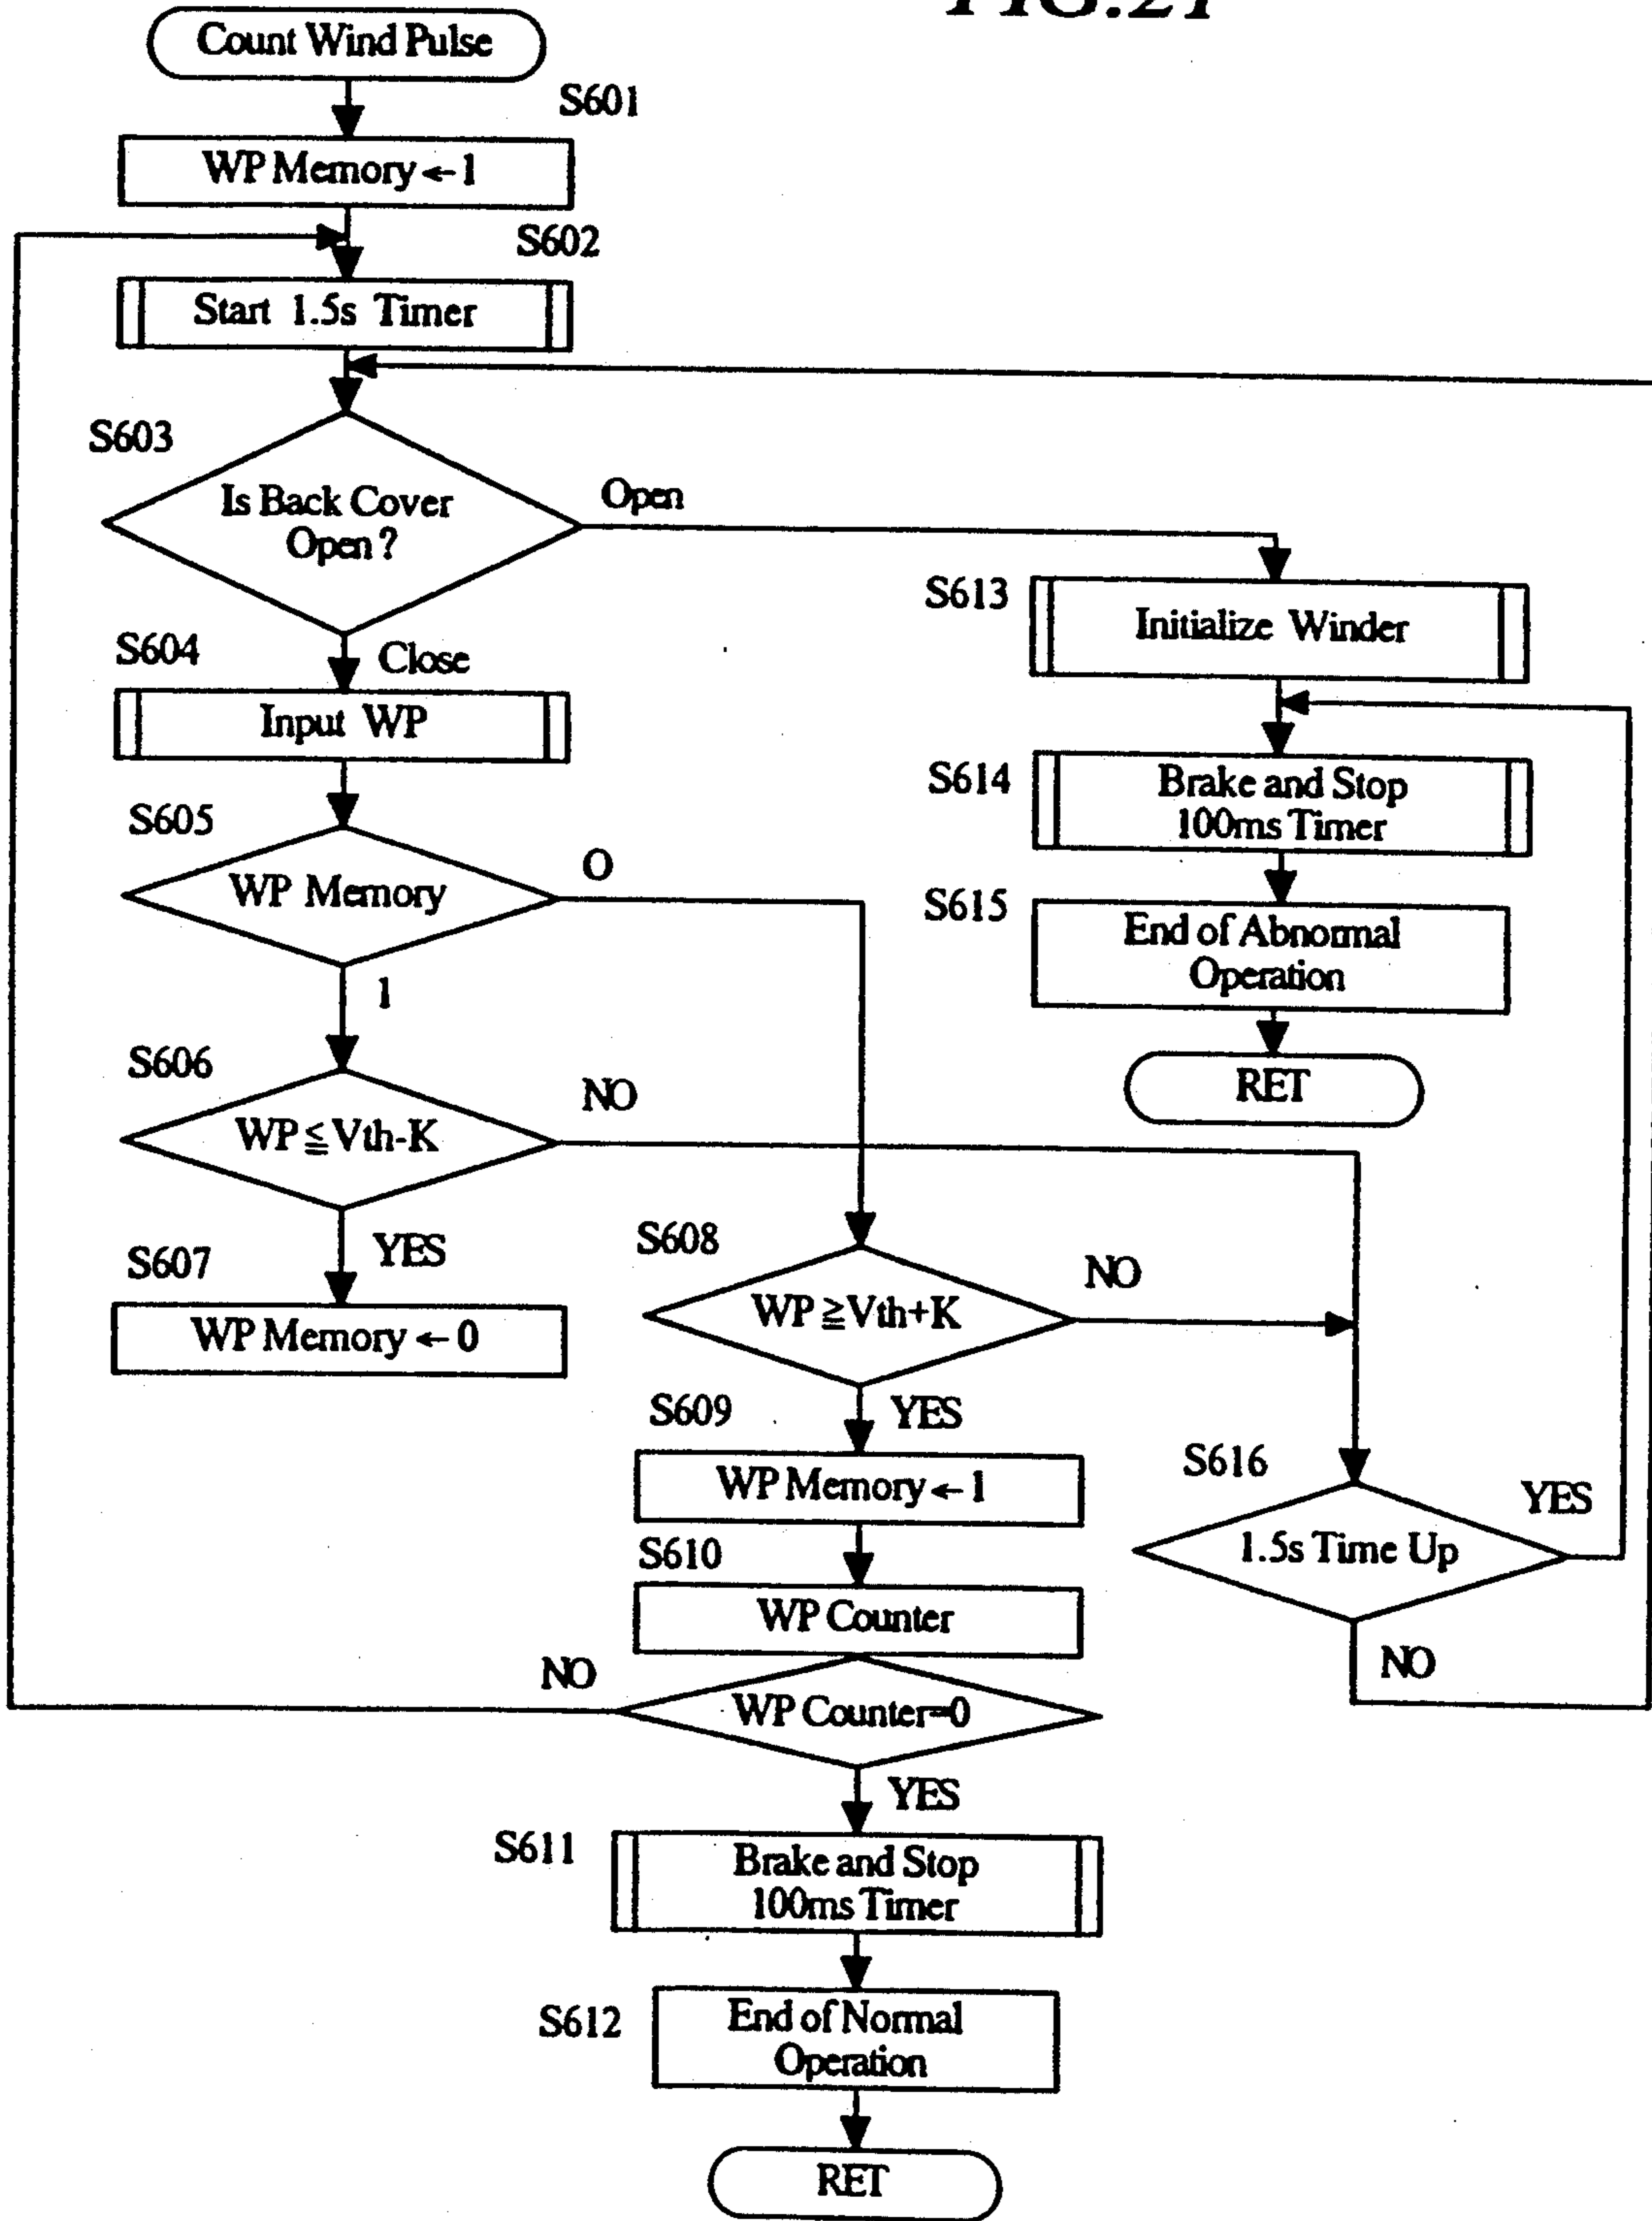 FIG.21
Count Wind Pulse
S601
WP Memory ← 1
S602
Start 1.5s Timer
S603
Is Back Cover
Open ?
Open
Close
S604
Input WP
S605
WP Memory
O
1
S606
WP ≦ Vth-K
NO
YES
S607
WP Memory ← 0
S608
WP ≧ Vth+K
NO
YES
S609
WP Memory ← 1
S610
WP Counter
WP Counter=0
NO
YES
S611
Brake and Stop
100ms Timer
S612
End of Normal
Operation
RET
S613
Initialize Winder
S614
Brake and Stop
100ms Timer
S615
End of Abnormal
Operation
RET
S616
1.5s Time Up
YES
NO